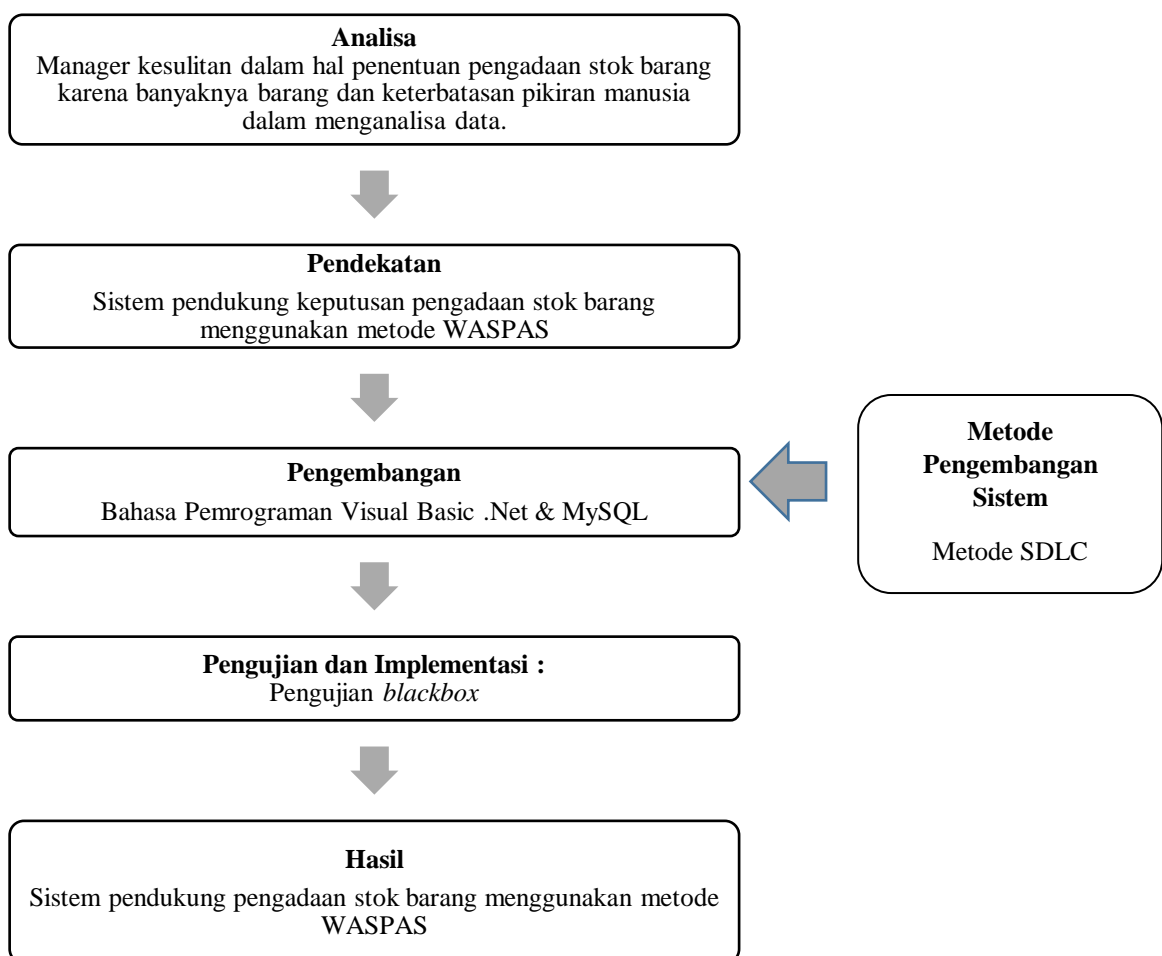 Analisa
Manager kesulitan dalam hal penentuan pengadaan stok barang
karena banyaknya barang dan keterbatasan pikiran manusia
dalam menganalisa data.
Pendekatan
Sistem pendukung keputusan pengadaan stok barang
menggunakan metode WASPAS
Pengembangan
Bahasa Pemrograman Visual Basic .Net & MySQL
Metode
Pengembangan
Sistem
Metode SDLC
Pengujian dan Implementasi :
Pengujian blackbox
Hasil
Sistem pendukung pengadaan stok barang menggunakan metode
WASPAS